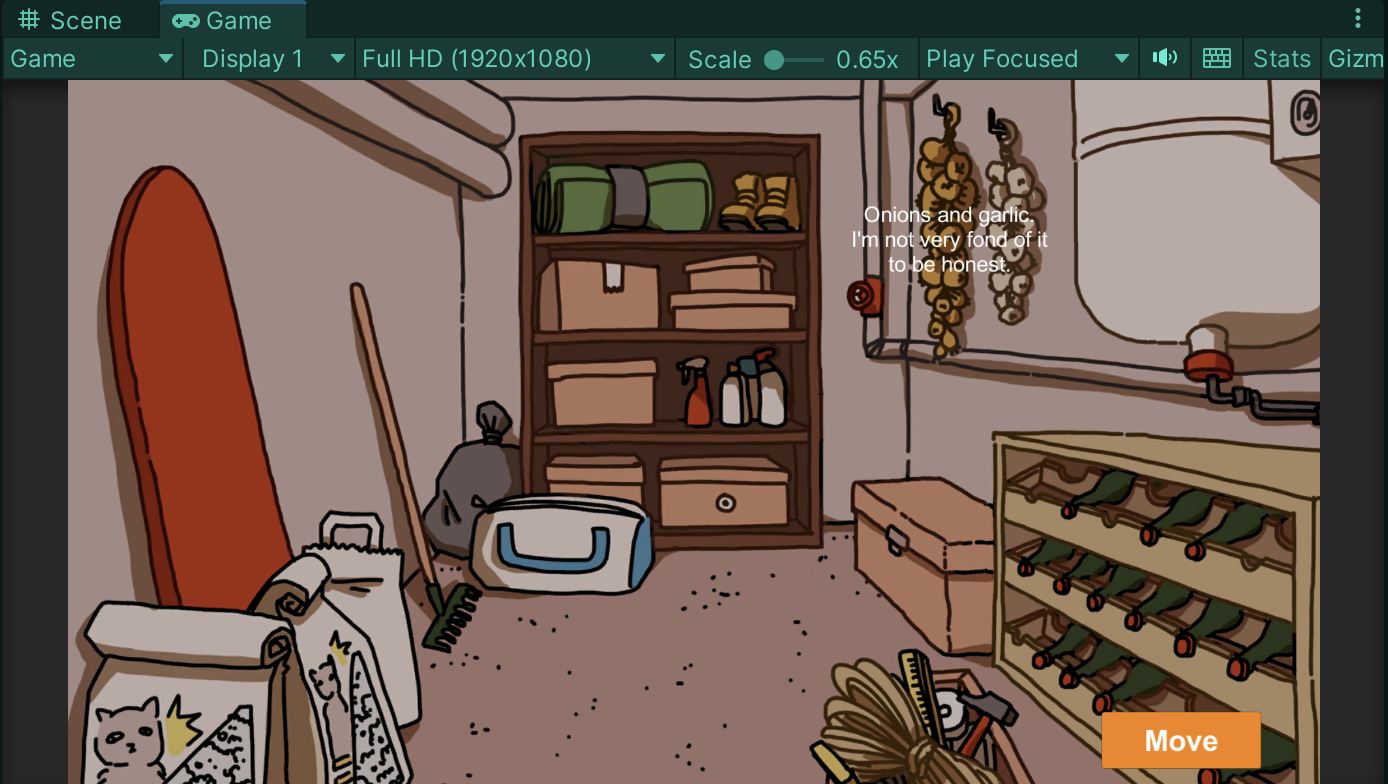 Scene
Game
Game
Display 1
Full HD (1920x1080)
Scale
0.65x
Play Focused
Stats
Gizm
Onions and garlic.
I'm not very fond of it
to be honest.
Move